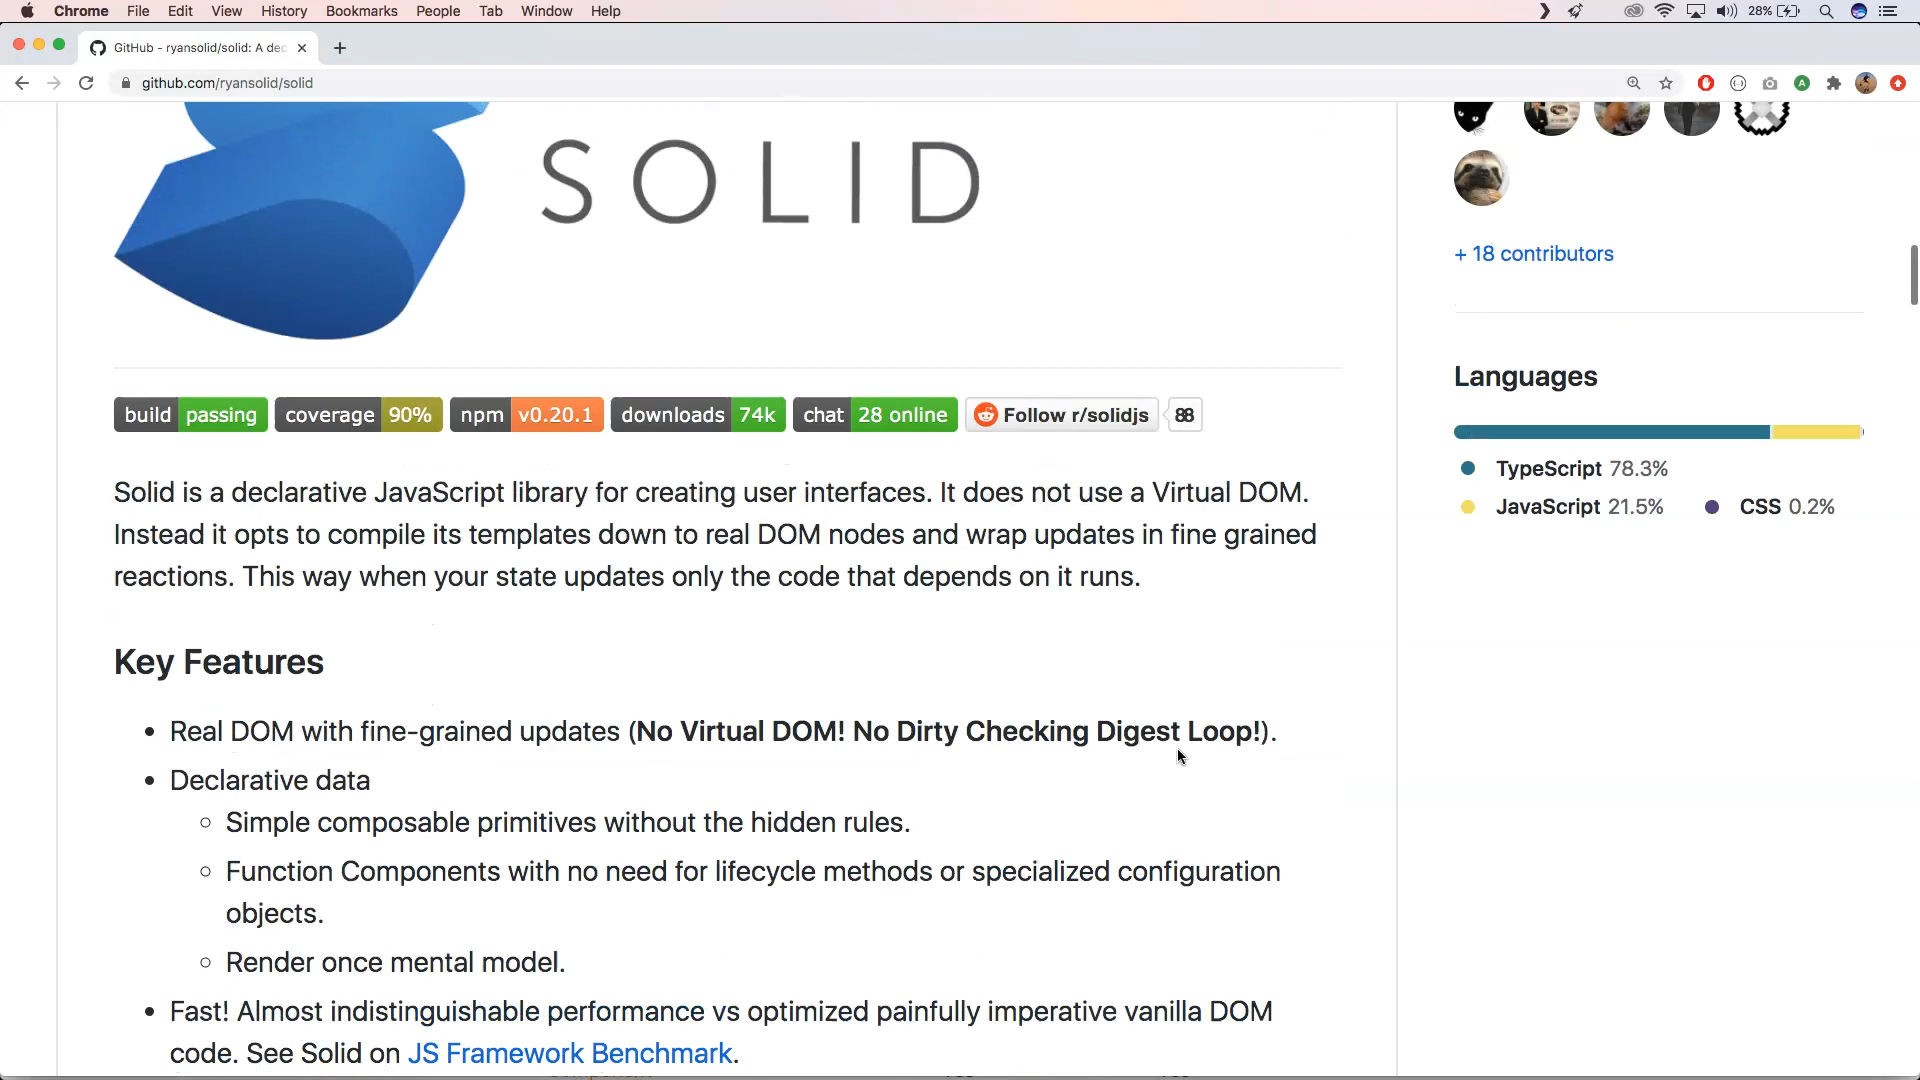 Chrome File Edit View History Bookmarks People Tab Window Help 28%
GitHub - ryansolid/solid: A dec
github.com/ryansolid/solid
SOLID
+ 18 contributors
Languages
TypeScript 78.3%
JavaScript 21.5% CSS 0.2%
build passing coverage 90% npm v0.20.1 downloads 74k chat 28 online Follow r/solidjs 88
Solid is a declarative JavaScript library for creating user interfaces. It does not use a Virtual DOM.
Instead it opts to compile its templates down to real DOM nodes and wrap updates in fine grained
reactions. This way when your state updates only the code that depends on it runs.
Key Features
• Real DOM with fine-grained updates (No Virtual DOM! No Dirty Checking Digest Loop!).
• Declarative data
○ Simple composable primitives without the hidden rules.
○ Function Components with no need for lifecycle methods or specialized configuration
objects.
○ Render once mental model.
• Fast! Almost indistinguishable performance vs optimized painfully imperative vanilla DOM
code. See Solid on JS Framework Benchmark.